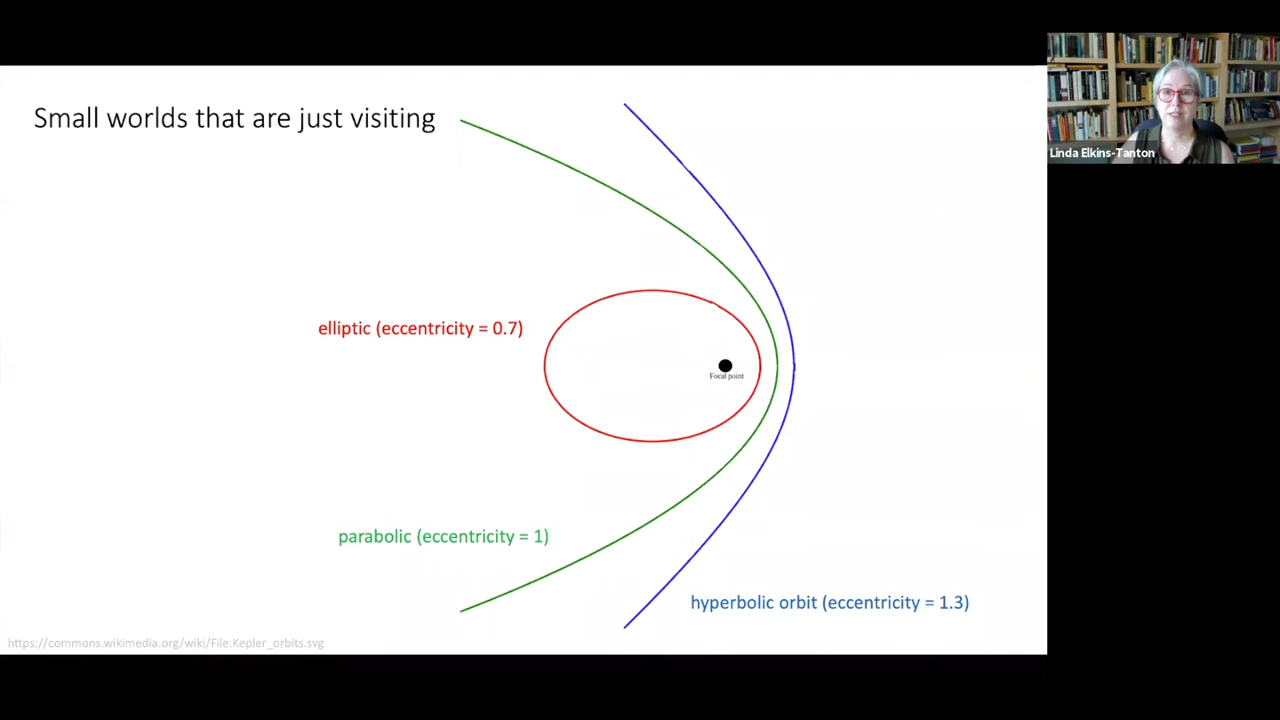 Small worlds that are just visiting
Linda Elkins-Tanton
elliptic (eccentricity = 0.7)
Focal point
parabolic (eccentricity = 1)
hyperbolic orbit (eccentricity = 1.3)
https://commons.wikimedia.org/wiki/File:Kepler_orbits.svg